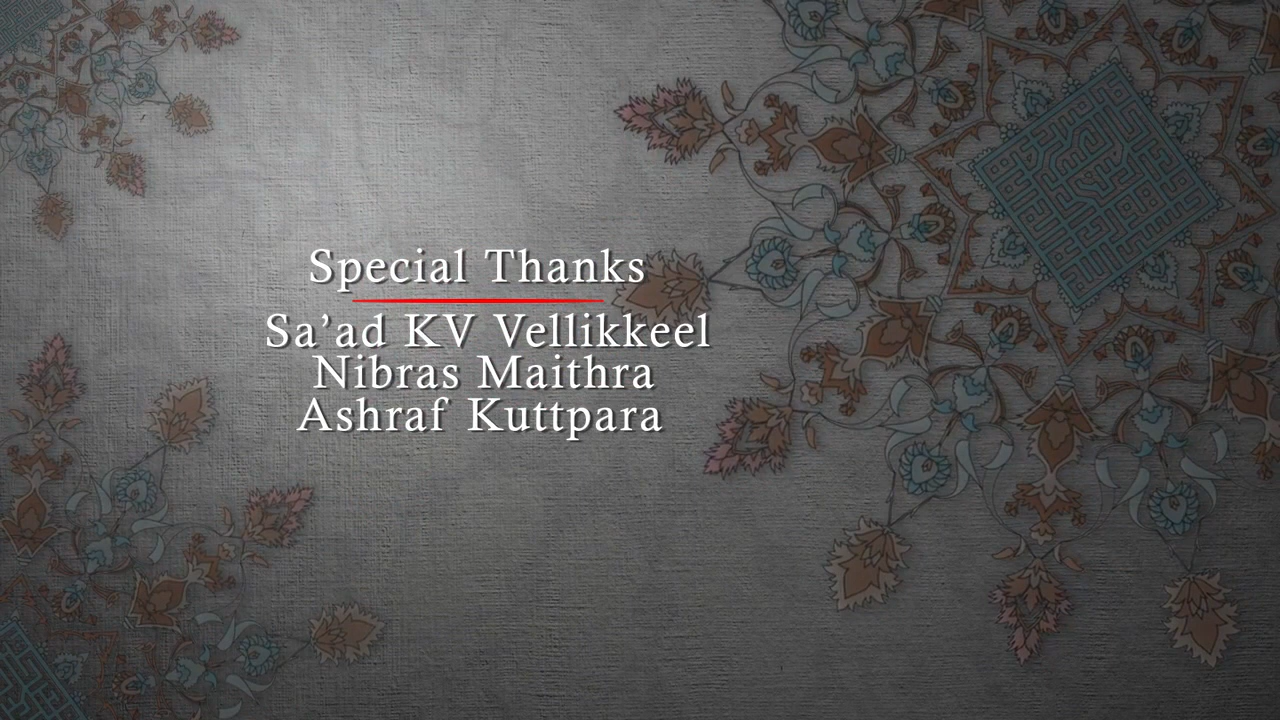 Special Thanks
Sa’ad KV Vellikkeel
Nibras Maithra
Ashraf Kuttpara